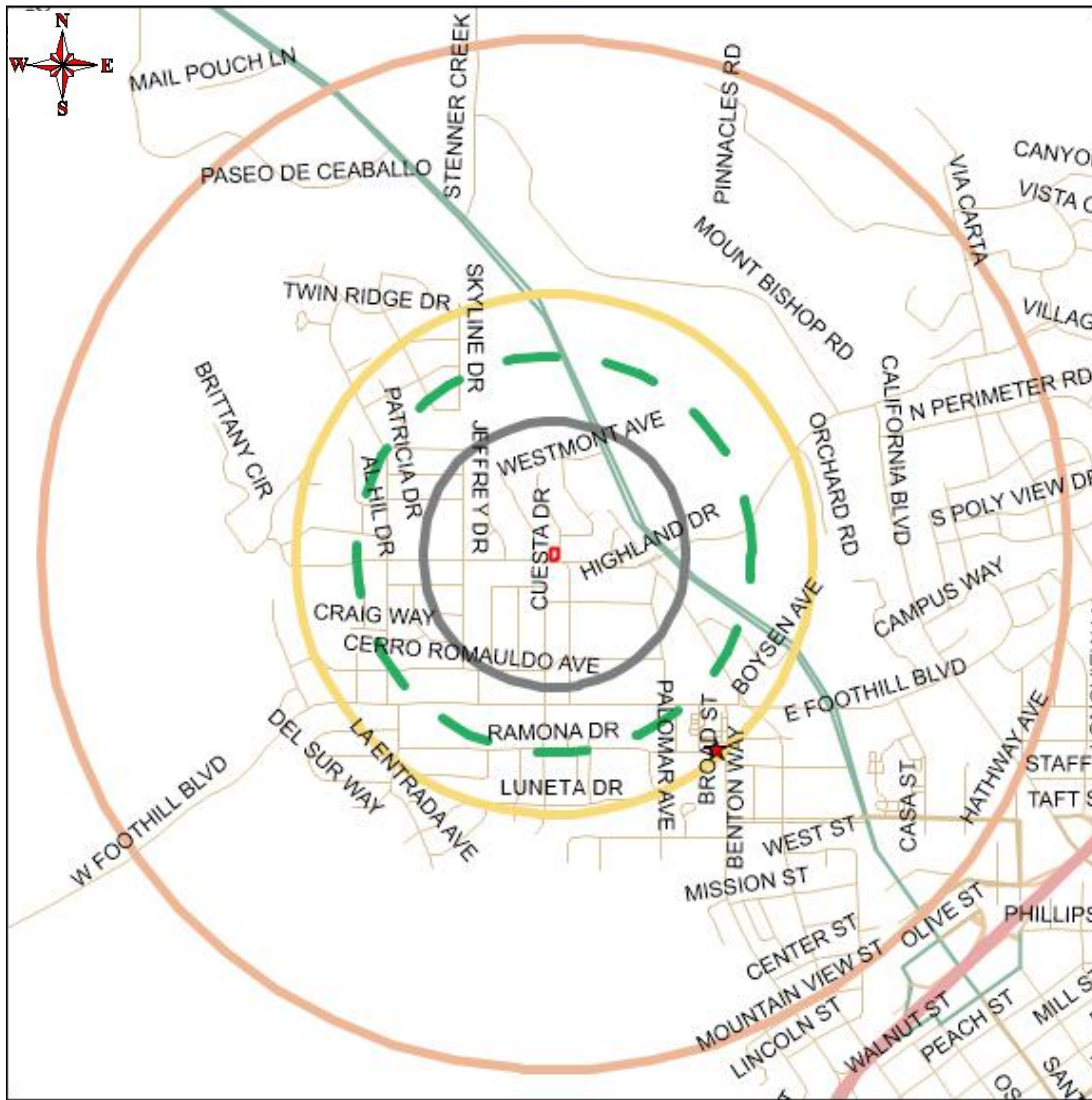 N
W E
S
MAIL POUCH LN
STENNER CREEK
PINNACLES RD
CANYO
PASEO DE CEABALLO
VISTA C
VIA CARTA
MOUNT BISHOP RD
SKYLINE DR
TWIN RIDGE DR
VILLAG
CALIFORNIA BLVD
N PERIMETER RD
BRITTANY CIR
PATRICIA DR
JEFFREY DR
WESTMONT AVE
ORCHARD RD
AL HIL DR
S POLY VIEW DR
CUESTA DR
HIGHLAND DR
CAMPUS WAY
CRAIG WAY
BOYSEN AVE
CERRO ROMAULDO AVE
E FOOTHILL BLVD
PALOMAR AVE
BROAD ST
HATHWAY AVE
DEL SUR WAY
LA ENTRADA AVE
RAMONA DR
BENTON WAY
W FOOTHILL BLVD
STAFF
CASA ST
LUNETA DR
TAFT S
WEST ST
MISSION ST
OLIVE ST
PHILLIPS
CENTER ST
MOUNTAIN VIEW ST
LINCOLN ST
WALNUT ST
PEACH ST
MILL S
SANT
OS